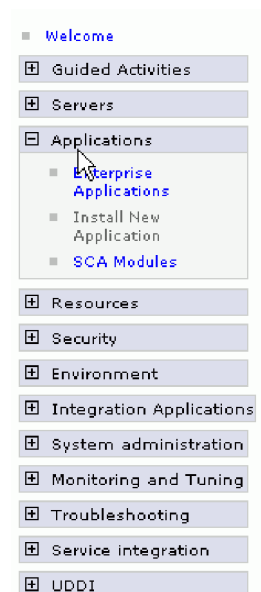 Welcome
Guided Activities
Servers
Applications
Enterprise
Applications
Install New
Application
SCA Modules
Resources
Security
Environment
Integration Applications
System administration
Monitoring and Tuning
Troubleshooting
Service integration
UDDI